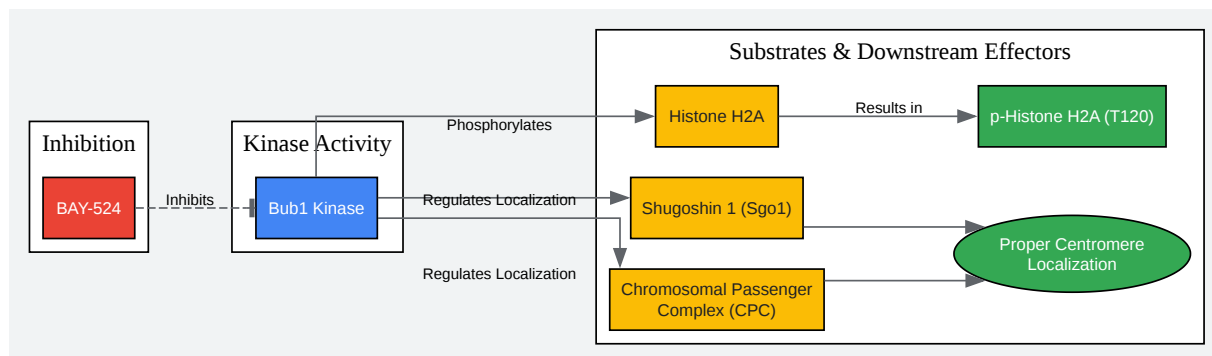 Substrates & Downstream Effectors
Inhibition
Kinase Activity
BAY-524
Inhibits
Bub1 Kinase
Phosphorylates
Histone H2A
Results in
p-Histone H2A (T120)
Regulates Localization
Shugoshin 1 (Sgo1)
Regulates Localization
Chromosomal Passenger
Complex (CPC)
Proper Centromere
Localization